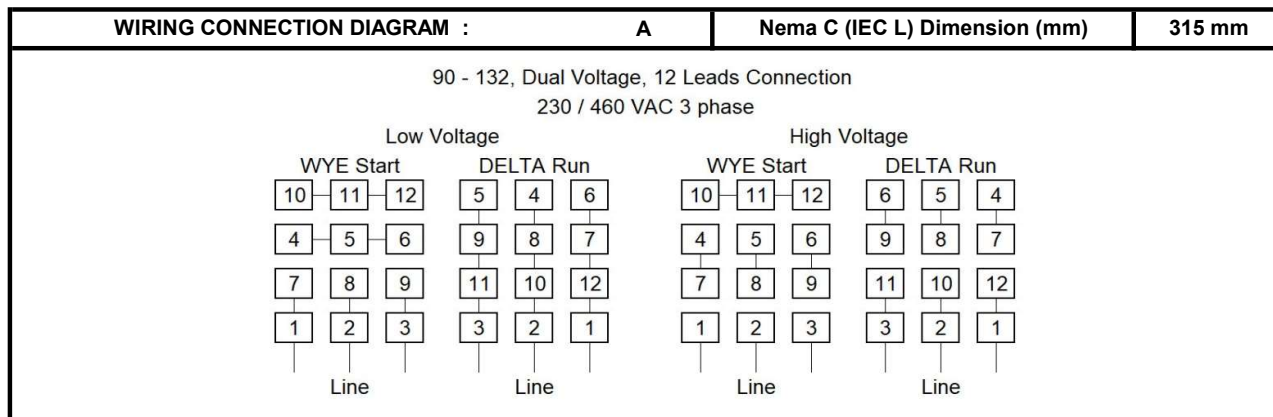 WIRING CONNECTION DIAGRAM : A Nema C (IEC L) Dimension (mm) 315 mm
90 - 132, Dual Voltage, 12 Leads Connection
230 / 460 VAC 3 phase
Low Voltage High Voltage
WYE Start DELTA Run WYE Start DELTA Run
10 11 12 5 4 6 10 11 12 6 5 4
4 5 6 9 8 7 4 5 6 9 8 7
7 8 9 11 10 12 7 8 9 11 10 12
1 2 3 3 2 1 1 2 3 3 2 1
Line Line Line Line